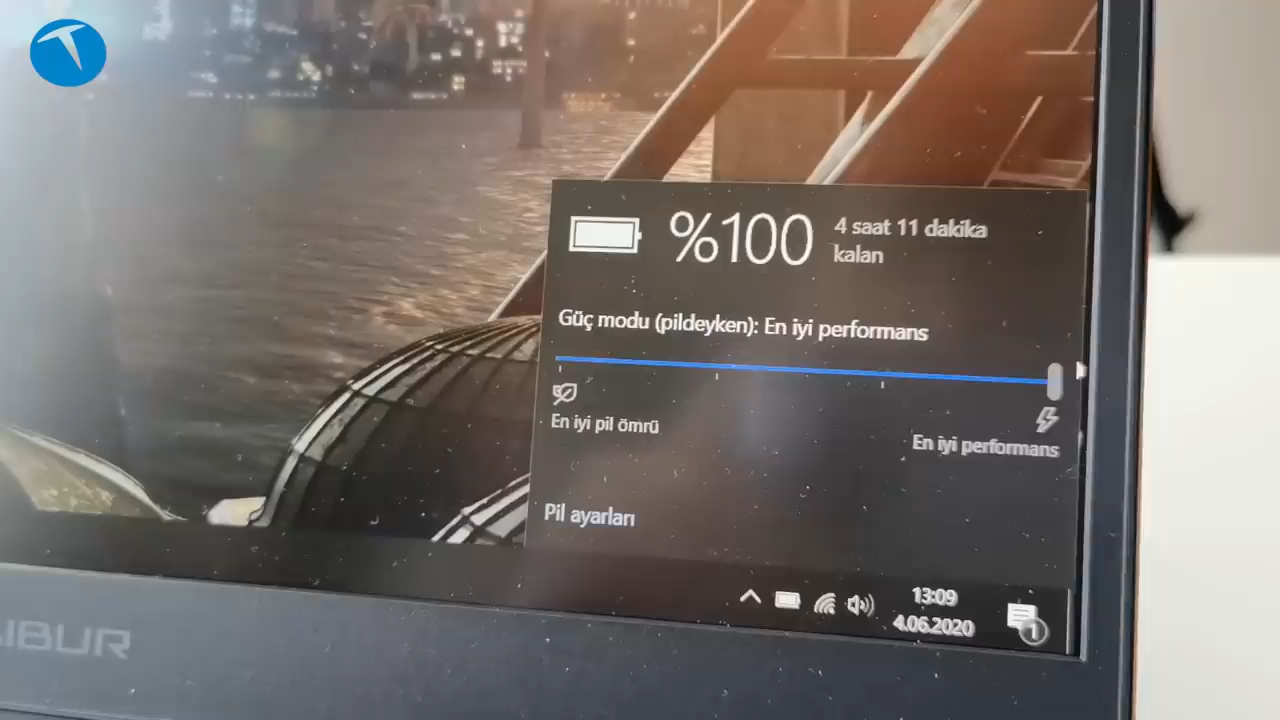 %100
4 saat 11 dakika
kalan
Güç modu (pildeyken): En iyi performans
En iyi pil ömrü
En iyi performans
Pil ayarları
13:09
4.06.2020
1
IBUR